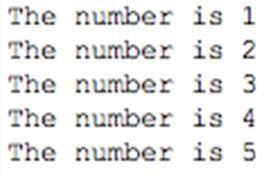 The number is 1
The number is 2
The number is 3
The number is 4
The number is 5